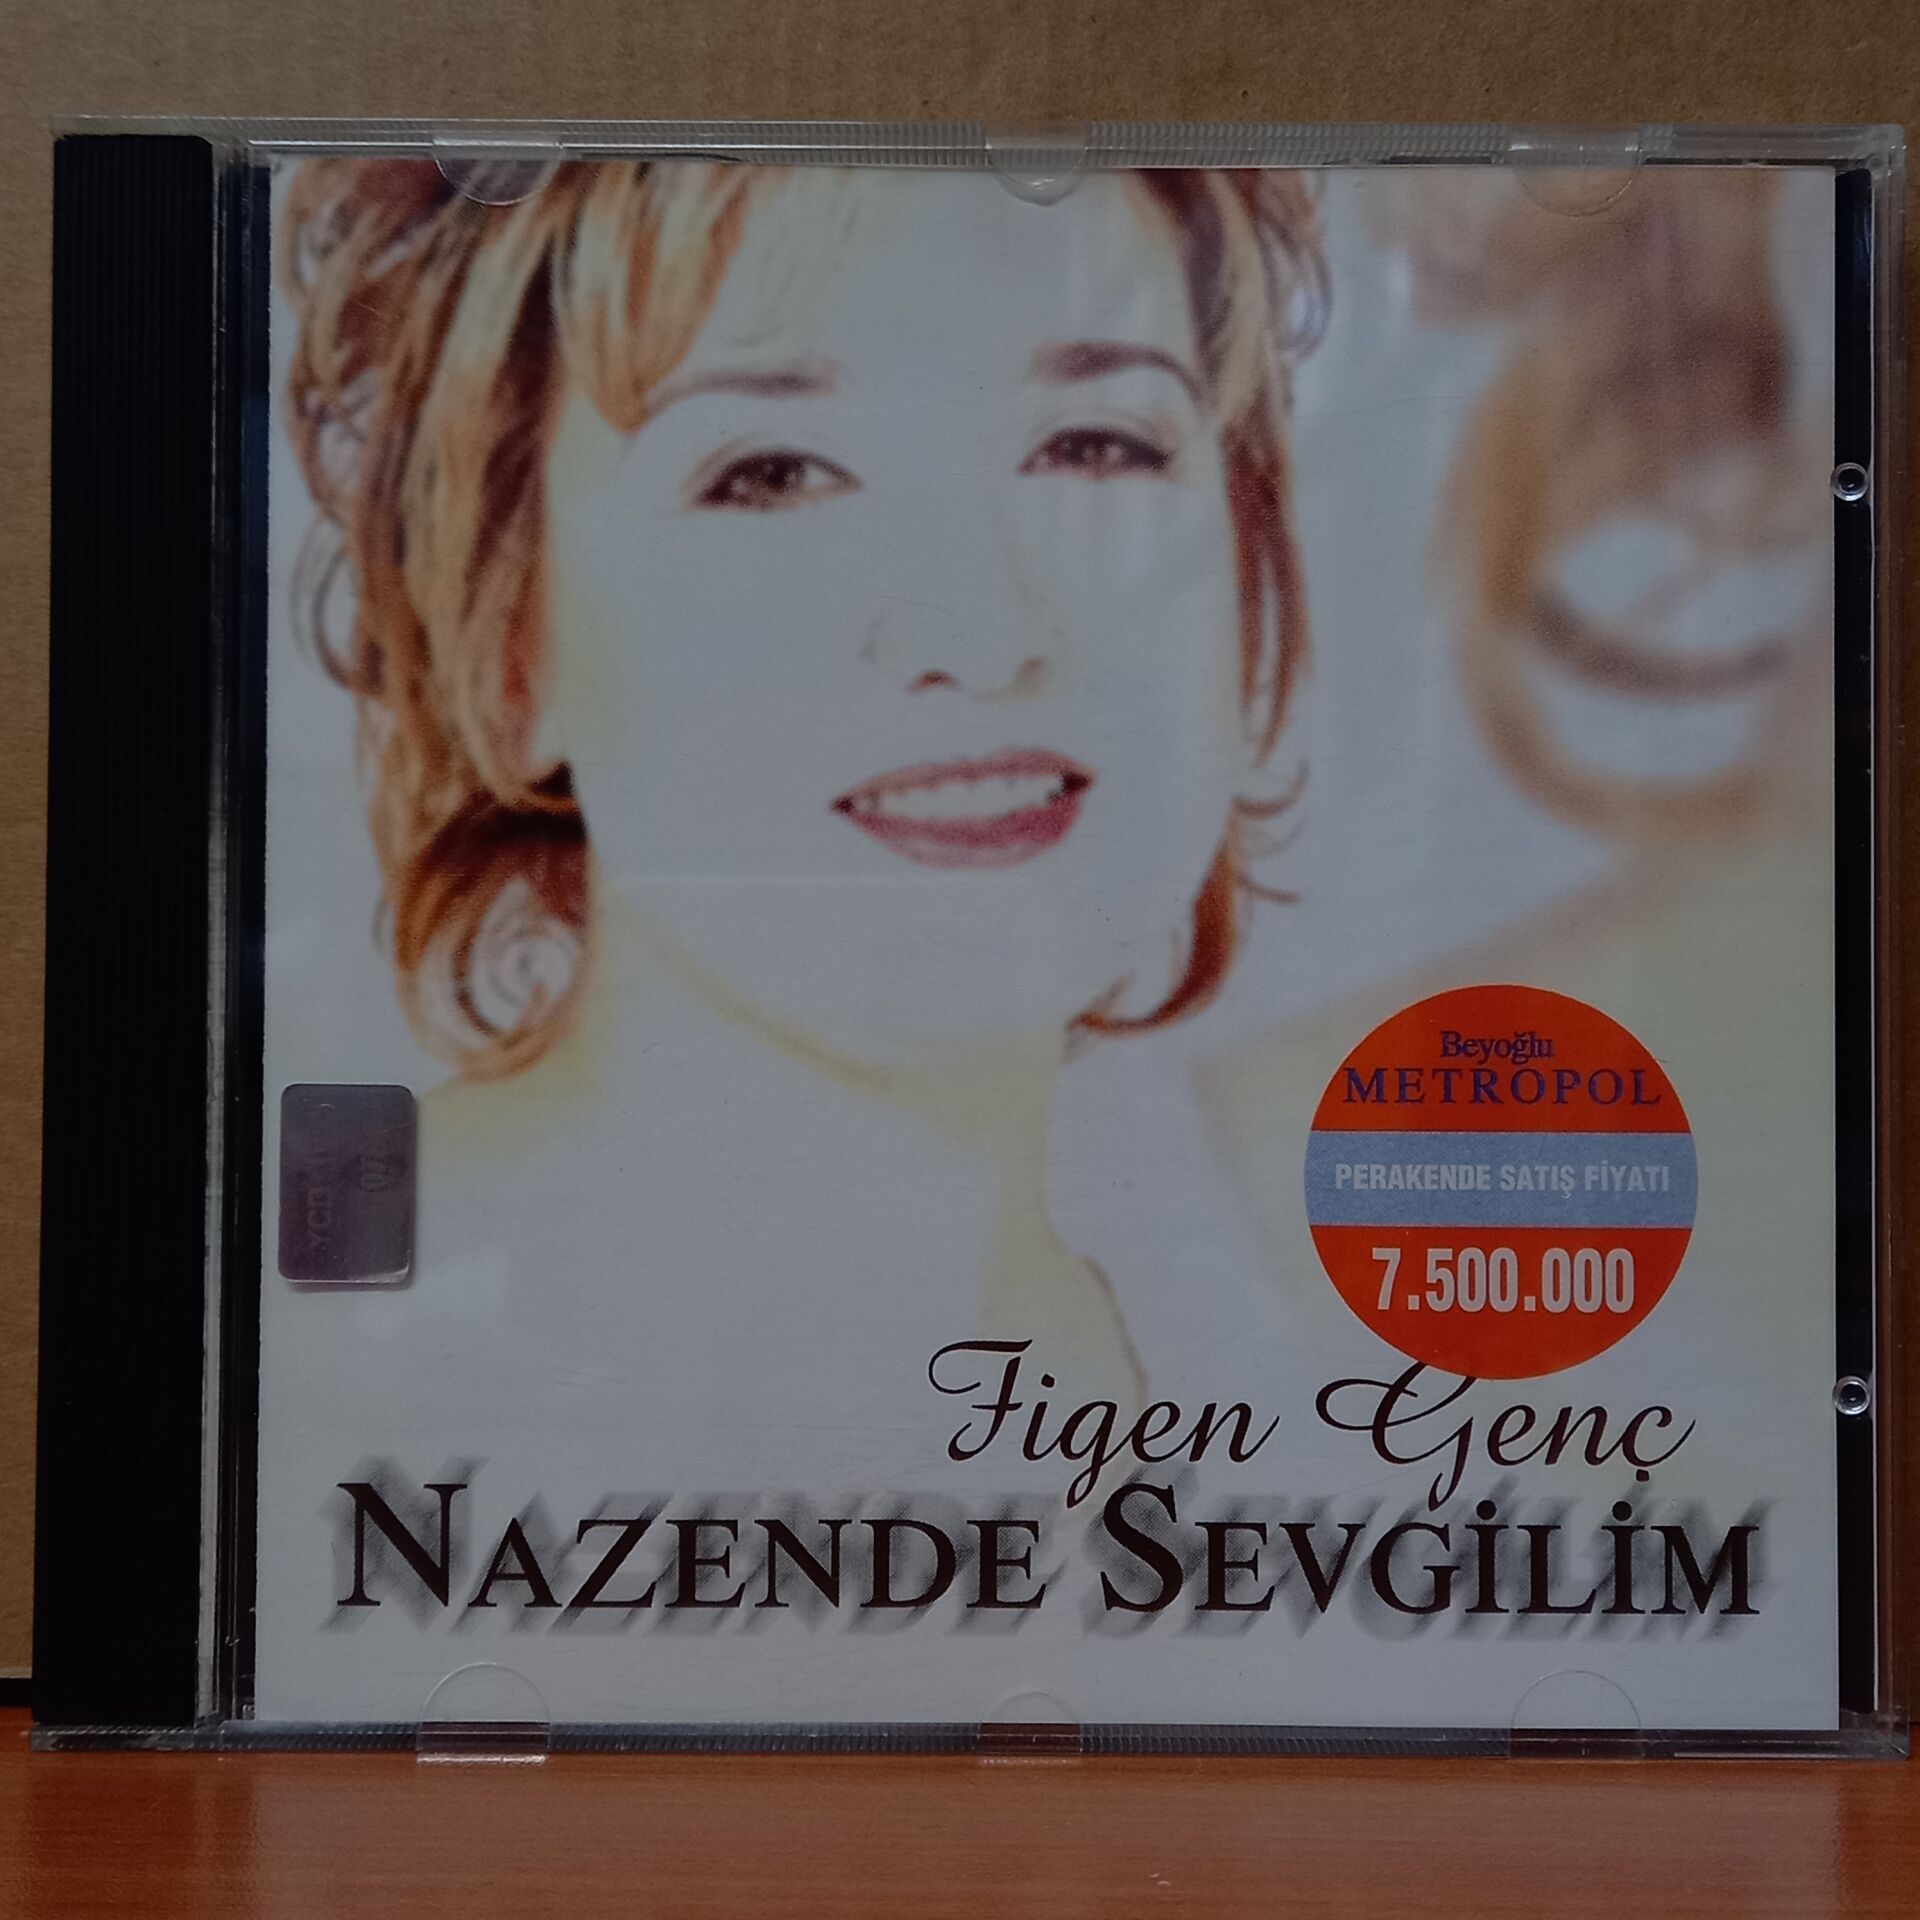 Beyoğlu
METROPOL
PERAKENDE SATIŞ FİYATI
7.500.000
Figen Genç
NAZENDE SEVGİLİM